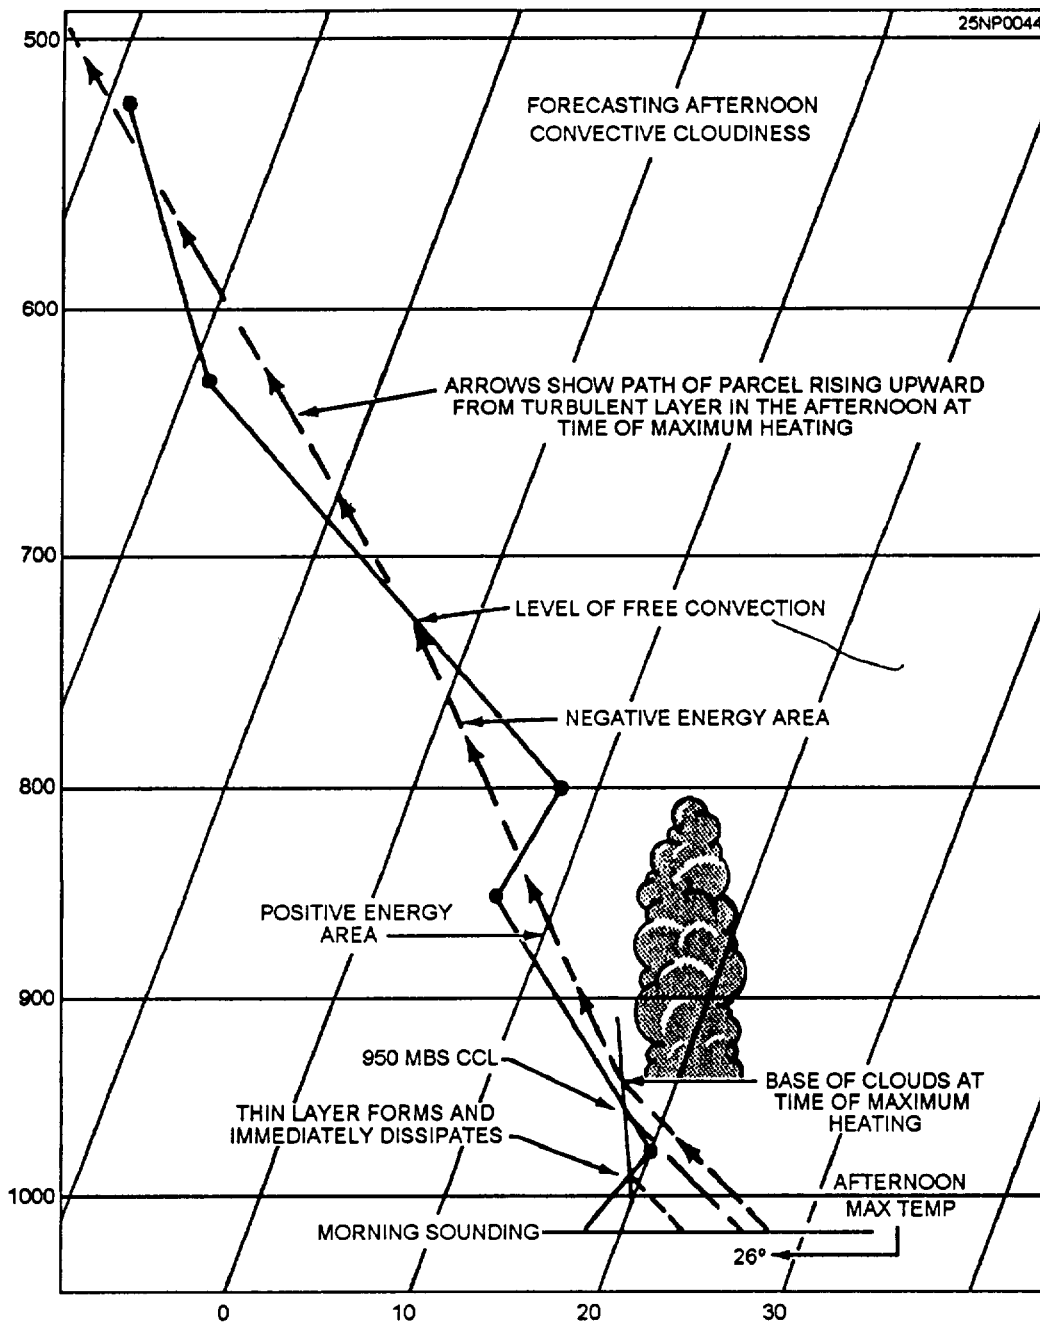 25NP0044
500
FORECASTING AFTERNOON
CONVECTIVE CLOUDINESS
600
ARROWS SHOW PATH OF PARCEL RISING UPWARD
FROM TURBULENT LAYER IN THE AFTERNOON AT
TIME OF MAXIMUM HEATING
700
LEVEL OF FREE CONVECTION
NEGATIVE ENERGY AREA
800
POSITIVE ENERGY
AREA
900
950 MBS CCL
BASE OF CLOUDS AT
TIME OF MAXIMUM
HEATING
THIN LAYER FORMS AND
IMMEDIATELY DISSIPATES
1000
AFTERNOON
MAX TEMP
MORNING SOUNDING
26°
0 10 20 30